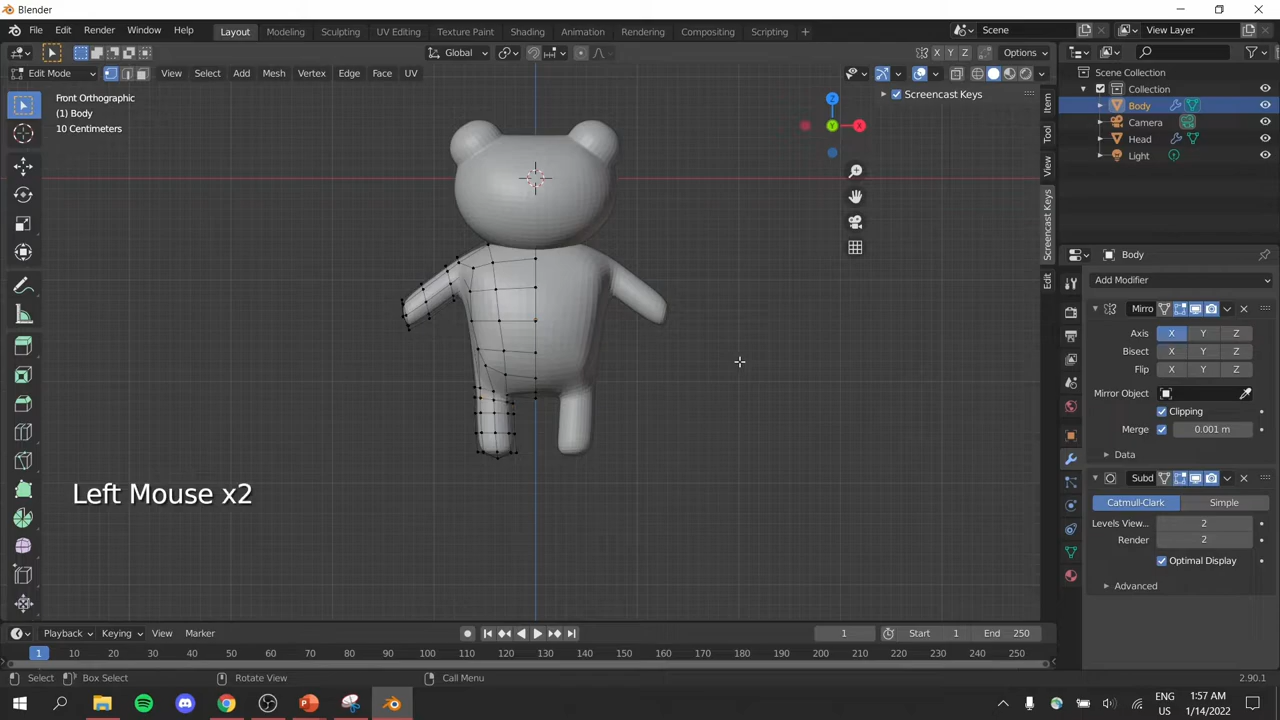 Blender
File Edit Render Window Help
Layout Modeling Sculpting UV Editing Texture Paint Shading Animation Rendering Compositing Scripting +
Scene
View Layer
Global
X Y Z
Options
Edit Mode
View Select Add Mesh Vertex Edge Face UV
Front Orthographic
(1) Body
10 Centimeters
Screencast Keys
Z
X
Y
Item
Tool
View
Screencast Keys
Edit
Scene Collection
Collection
Body
Camera
Head
Light
Body
Add Modifier
Mirro
Axis X Y Z
Bisect X Y Z
Flip X Y Z
Mirror Object
Clipping
Merge 0.001 m
Data
Subd
Catmull-Clark Simple
Levels View... 2
Render 2
Optimal Display
Advanced
Left Mouse x2
Playback Keying View Marker
1
Start 1
End 250
1 10 20 30 40 50 60 70 80 90 100 110 120 130 140 150 160 170 180 190 200 210 220 230 240 250
Select Box Select Rotate View Call Menu
2.90.1
ENG
US
1:57 AM
1/14/2022